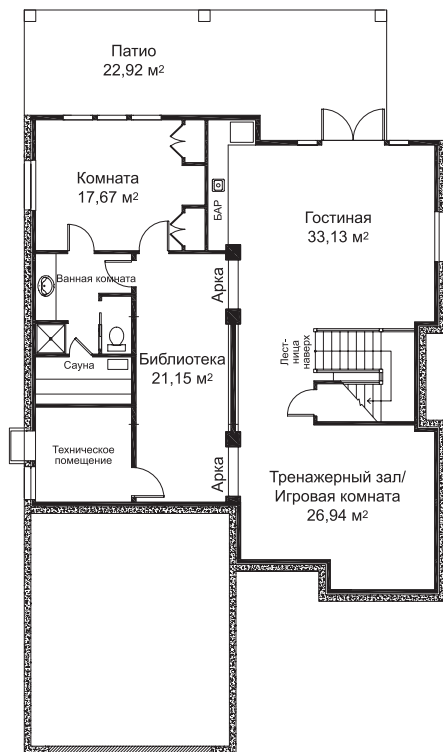 Патио
22,92 м²
Комната
17,67 м²
БАР
Гостиная
33,13 м²
Ванная комната
Арка
Лест-
ница
наверх
Сауна
Библиотека
21,15 м²
Техническое
помещение
Арка
Тренажерный зал/
Игровая комната
26,94 м²